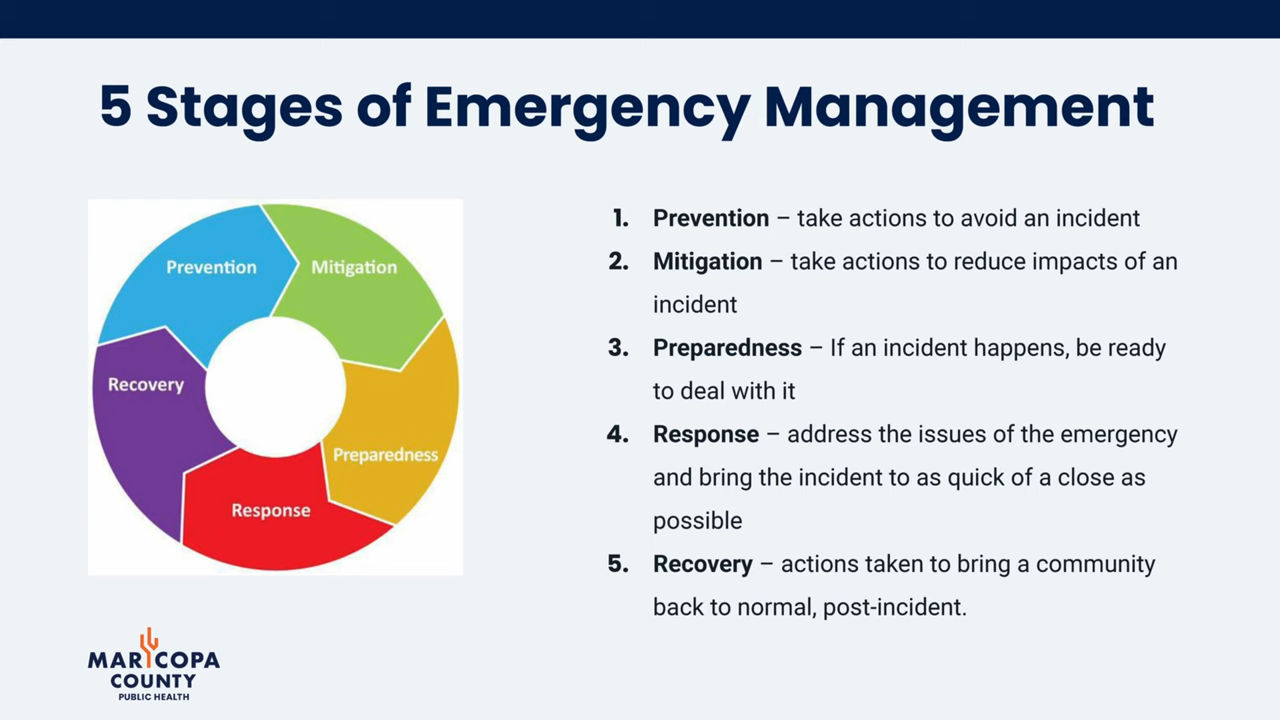 5 Stages of Emergency Management
Prevention
Mitigation
Recovery
Preparedness
Response
1. Prevention – take actions to avoid an incident
2. Mitigation – take actions to reduce impacts of an
incident
3. Preparedness – If an incident happens, be ready
to deal with it
4. Response – address the issues of the emergency
and bring the incident to as quick of a close as
possible
5. Recovery – actions taken to bring a community
back to normal, post-incident.
MARICOPA
COUNTY
PUBLIC HEALTH